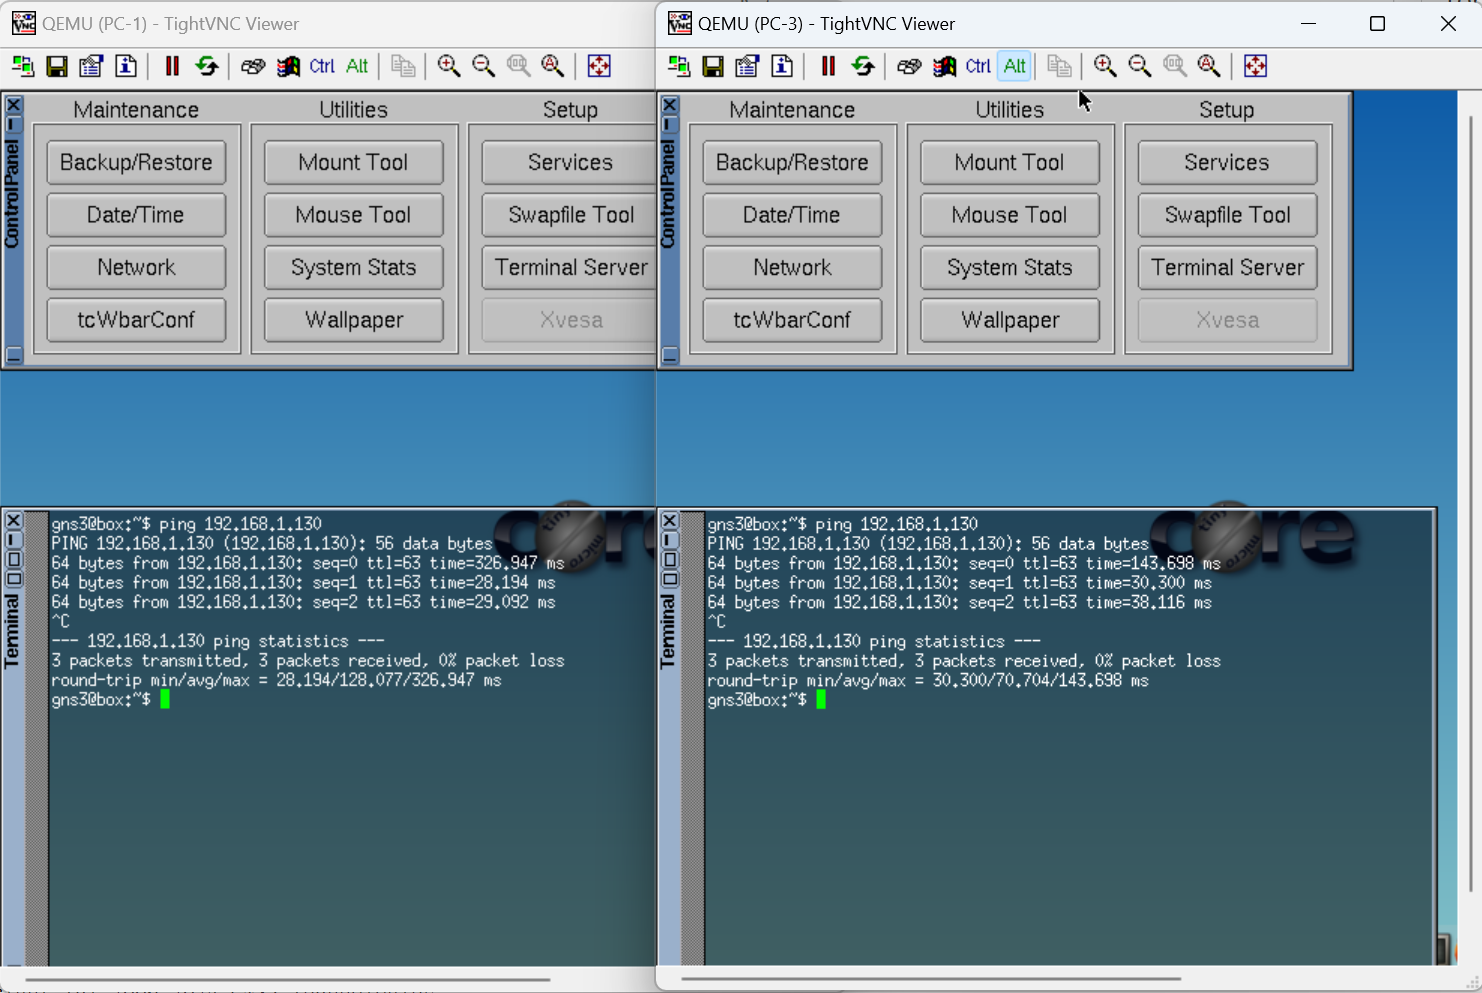 QEMU (PC-1) - TightVNC Viewer
Ctrl Alt
ControlPanel
Maintenance Utilities Setup
Backup/Restore Mount Tool Services
Date/Time Mouse Tool Swapfile Tool
Network System Stats Terminal Server
tcWbarConf Wallpaper Xvesa
Terminal
gns3@box:~$ ping 192.168.1.130
PING 192.168.1.130 (192.168.1.130): 56 data bytes
64 bytes from 192.168.1.130: seq=0 ttl=63 time=326.947 ms
64 bytes from 192.168.1.130: seq=1 ttl=63 time=28.194 ms
64 bytes from 192.168.1.130: seq=2 ttl=63 time=29.092 ms
^C
--- 192.168.1.130 ping statistics ---
3 packets transmitted, 3 packets received, 0% packet loss
round-trip min/avg/max = 28.194/128.077/326.947 ms
gns3@box:~$
QEMU (PC-3) - TightVNC Viewer
Ctrl Alt
ControlPanel
Maintenance Utilities Setup
Backup/Restore Mount Tool Services
Date/Time Mouse Tool Swapfile Tool
Network System Stats Terminal Server
tcWbarConf Wallpaper Xvesa
Terminal
core
tiny
micro
gns3@box:~$ ping 192.168.1.130
PING 192.168.1.130 (192.168.1.130): 56 data bytes
64 bytes from 192.168.1.130: seq=0 ttl=63 time=143.698 ms
64 bytes from 192.168.1.130: seq=1 ttl=63 time=30.300 ms
64 bytes from 192.168.1.130: seq=2 ttl=63 time=38.116 ms
^C
--- 192.168.1.130 ping statistics ---
3 packets transmitted, 3 packets received, 0% packet loss
round-trip min/avg/max = 30.300/70.704/143.698 ms
gns3@box:~$